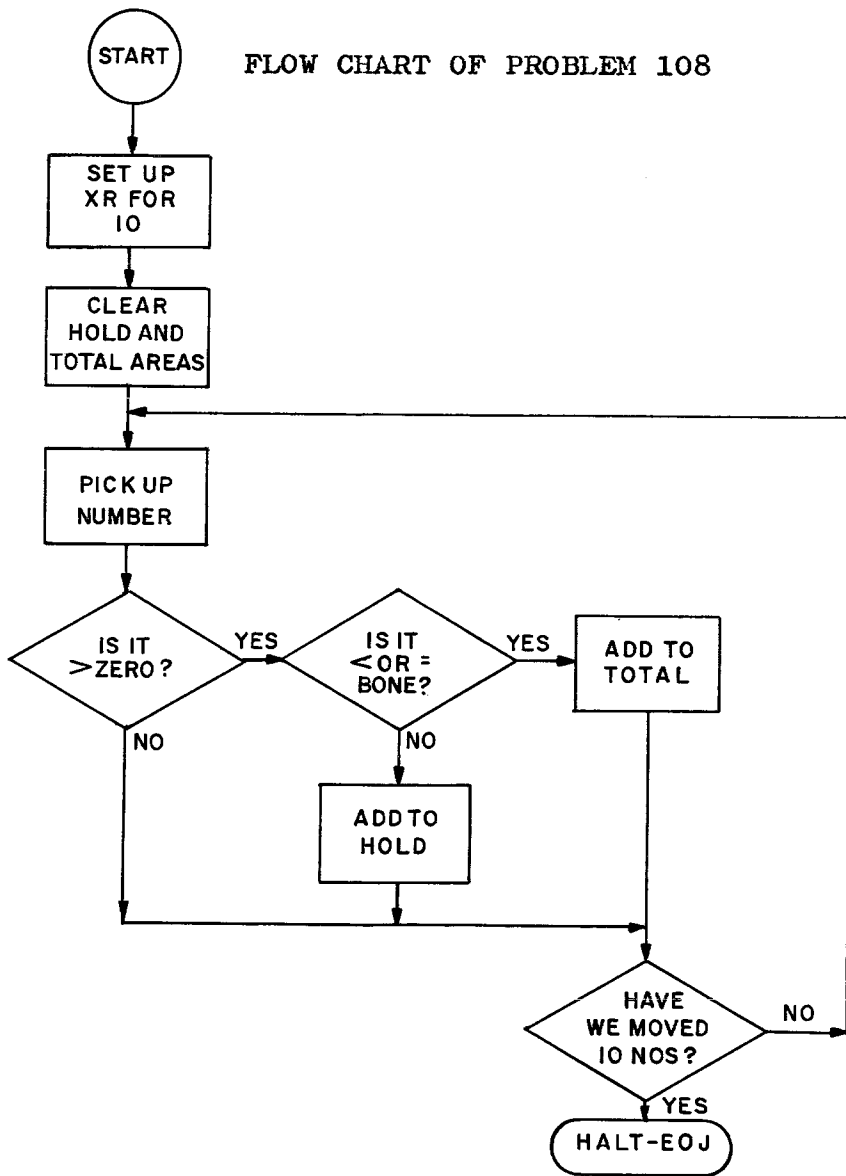 START
FLOW CHART OF PROBLEM 108
SET UP
XR FOR
10
CLEAR
HOLD AND
TOTAL AREAS
PICK UP
NUMBER
IS IT
>ZERO?
YES
IS IT
<OR =
BONE?
YES
ADD TO
TOTAL
NO
NO
ADD TO
HOLD
HAVE
WE MOVED
10 NOS?
NO
YES
HALT-EOJ